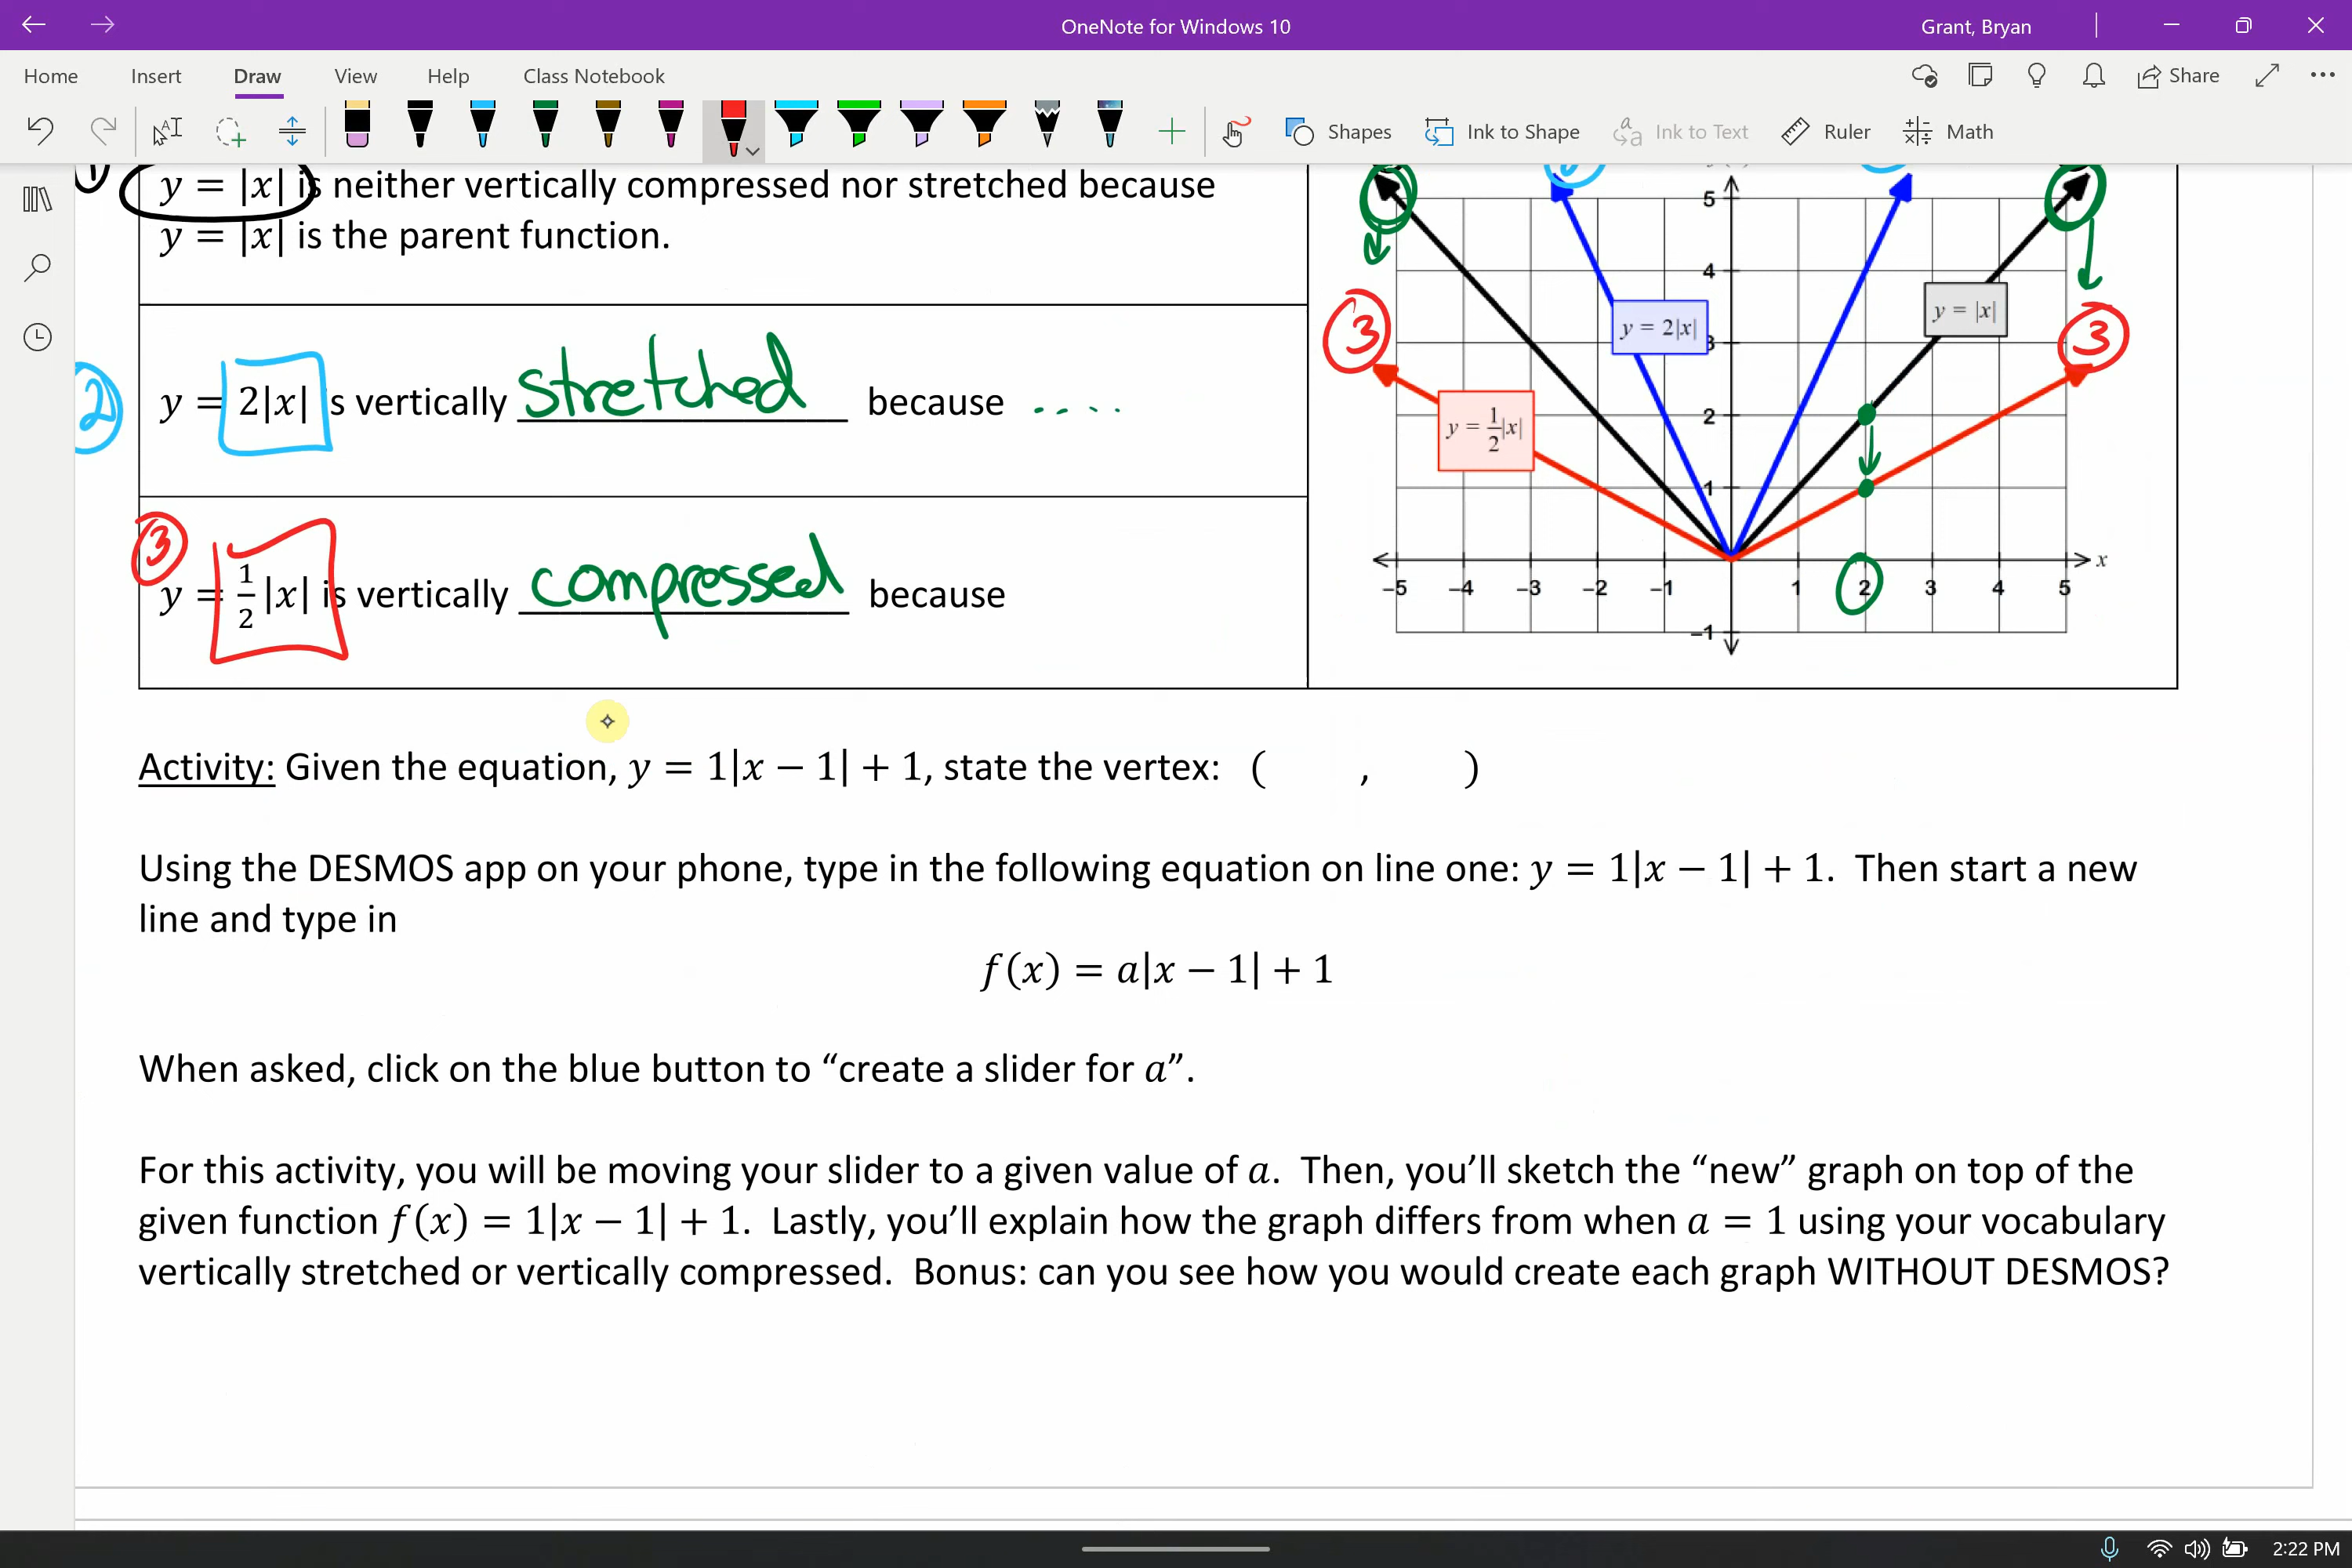 OneNote for Windows 10
Grant, Bryan
Home Insert Draw View Help Class Notebook
Share
Shapes Ink to Shape Ink to Text Ruler Math
y = |x| is neither vertically compressed nor stretched because
y = |x| is the parent function.
2 y = 2|x| is vertically stretched because ....
3
y = 1/2 |x| is vertically compressed because
5
4
3
2
1
-1
-5 -4 -3 -2 -1 1 2 3 4 5 x
y = 2|x|
y = |x|
3 3
y = 1/2 |x|
Activity: Given the equation, y = 1|x − 1| + 1, state the vertex: ( , )
Using the DESMOS app on your phone, type in the following equation on line one: y = 1|x − 1| + 1. Then start a new
line and type in
f(x) = a|x − 1| + 1
When asked, click on the blue button to “create a slider for a”.
For this activity, you will be moving your slider to a given value of a. Then, you’ll sketch the “new” graph on top of the
given function f(x) = 1|x − 1| + 1. Lastly, you’ll explain how the graph differs from when a = 1 using your vocabulary
vertically stretched or vertically compressed. Bonus: can you see how you would create each graph WITHOUT DESMOS?
2:22 PM